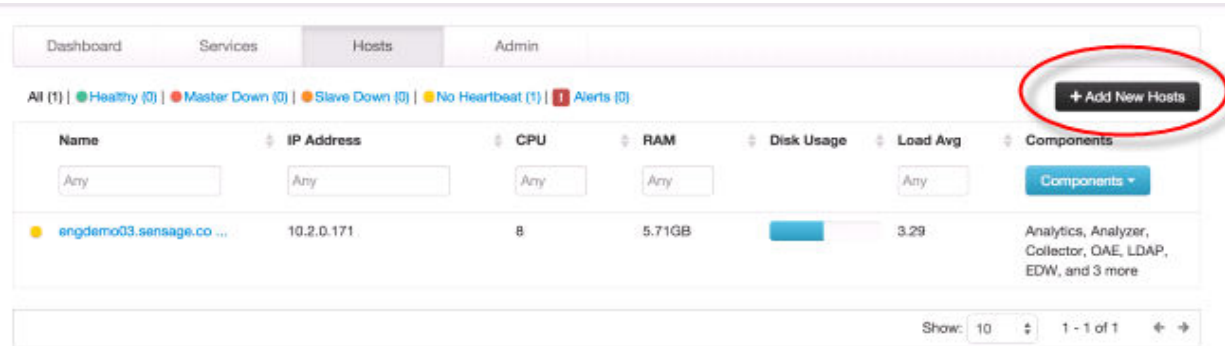 Dashboard Services Hosts Admin
All (1) | Healthy (0) | Master Down (0) | Slave Down (0) | No Heartbeat (1) | Alerts (0)
+ Add New Hosts
Name IP Address CPU RAM Disk Usage Load Avg Components
Any Any Any Any Any Components
engdemo03.sensage.co ... 10.2.0.171 8 5.71GB 3.29 Analytics, Analyzer,
Collector, OAE, LDAP,
EDW, and 3 more
Show: 10 1 - 1 of 1